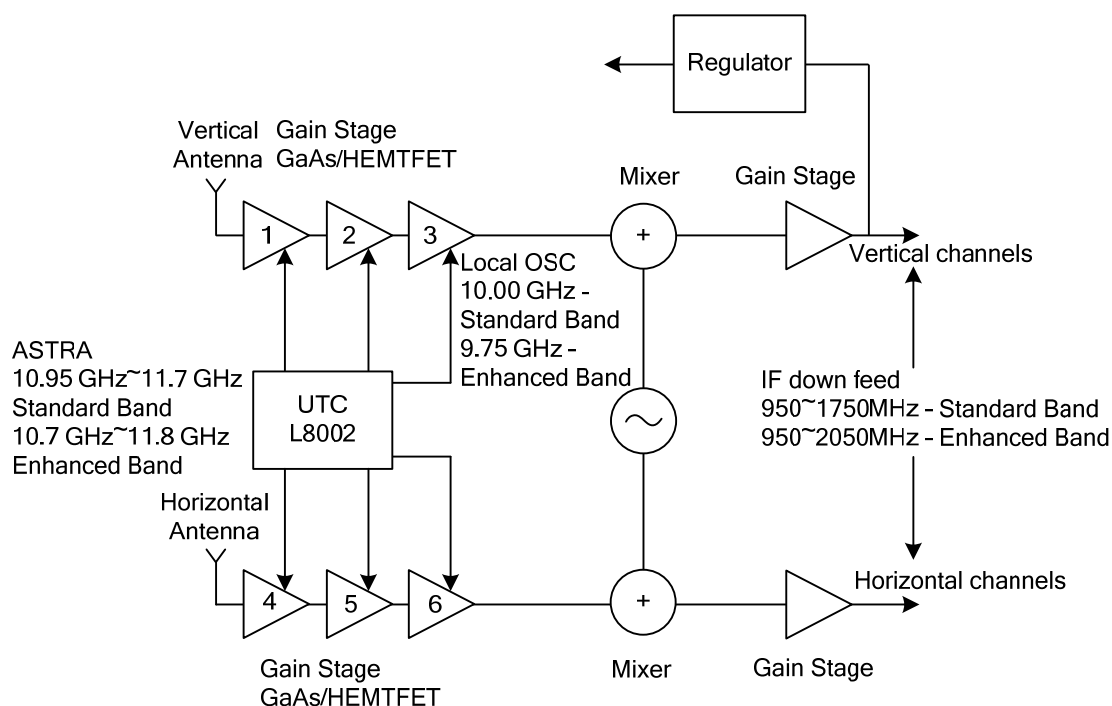 Regulator
Vertical
Antenna
Gain Stage
GaAs/HEMTFET
Mixer
Gain Stage
1
2
3
+
Vertical channels
Local OSC
10.00 GHz -
Standard Band
9.75 GHz -
Enhanced Band
ASTRA
10.95 GHz~11.7 GHz
Standard Band
10.7 GHz~11.8 GHz
Enhanced Band
UTC
L8002
IF down feed
950~1750MHz - Standard Band
950~2050MHz - Enhanced Band
Horizontal
Antenna
4
5
6
+
Horizontal channels
Gain Stage
GaAs/HEMTFET
Mixer
Gain Stage